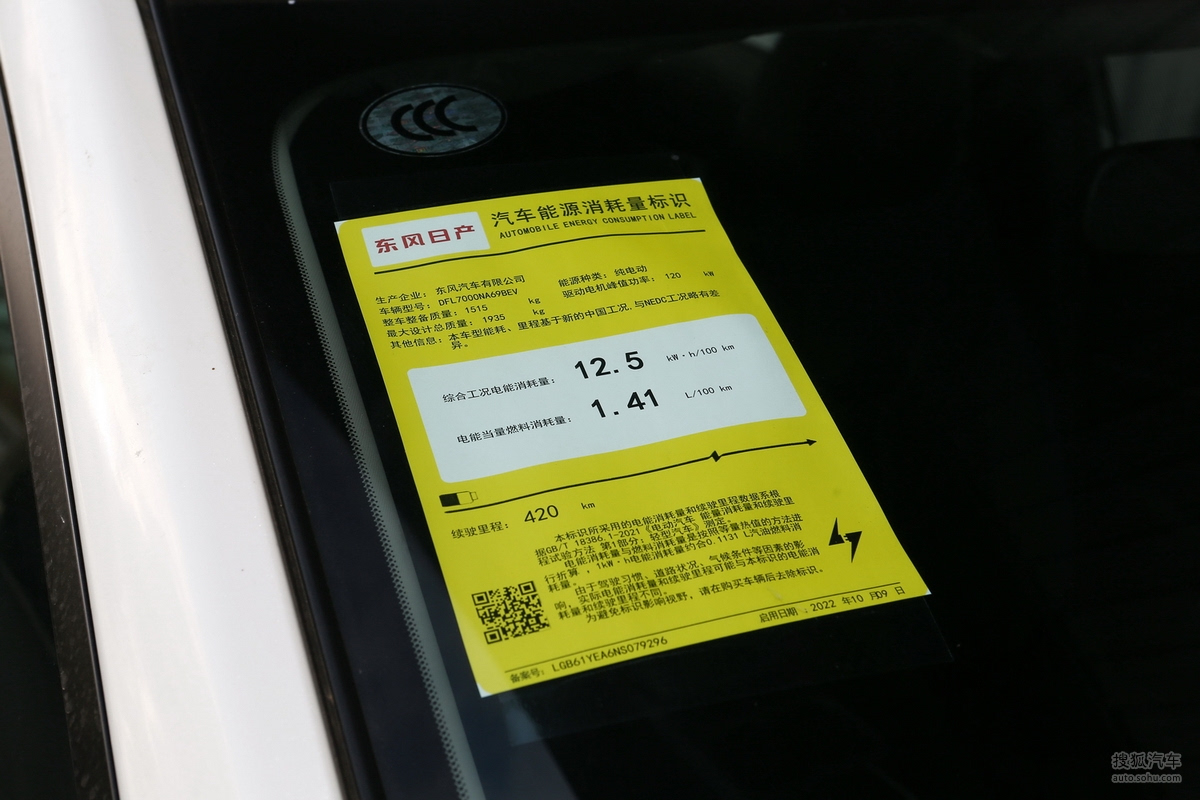 CCC
东风日产
汽车能源消耗量标识
AUTOMOBILE ENERGY CONSUMPTION LABEL
生产企业：东风汽车有限公司 能源种类：纯电动
车辆型号：DFL7000NA69BEV 驱动电机峰值功率：120 kW
整车整备质量：1515 kg
最大设计总质量：1935 kg
其他信息：本车型能耗、里程基于新的中国工况,与NEDC工况略有差
异。
综合工况电能消耗量：12.5 kW·h/100 km
电能当量燃料消耗量：1.41 L/100 km
续驶里程：420 km
本标识所采用的电能消耗量和续驶里程数据系根
据GB/T 18386.1-2021《电动汽车 能量消耗量和续驶里
程试验方法 第1部分：轻型汽车》测定。
电能消耗量与燃料消耗量是按照等量热值的方法进
行折算，1kW·h电能消耗量约合0.1131 L汽油燃料消
耗量。
由于驾驶习惯、道路状况、气候条件等因素的影
响，实际电能消耗量和续驶里程可能与本标识的电能消
耗量和续驶里程不同。
为避免标识影响视野，请在购买车辆后去除标识。
备案号：LGB61YEA6NS079296 启用日期：2022 年10 月09 日
搜狐汽车
auto.sohu.com